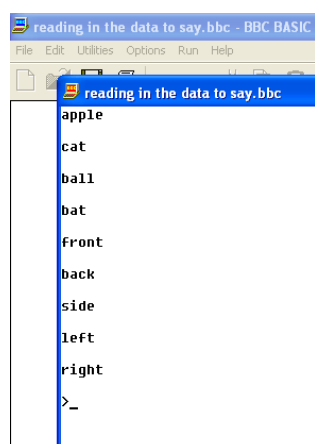 reading in the data to say.bbc - BBC BASIC
File Edit Utilities Options Run Help
reading in the data to say.bbc
apple
cat
ball
bat
front
back
side
left
right
>_